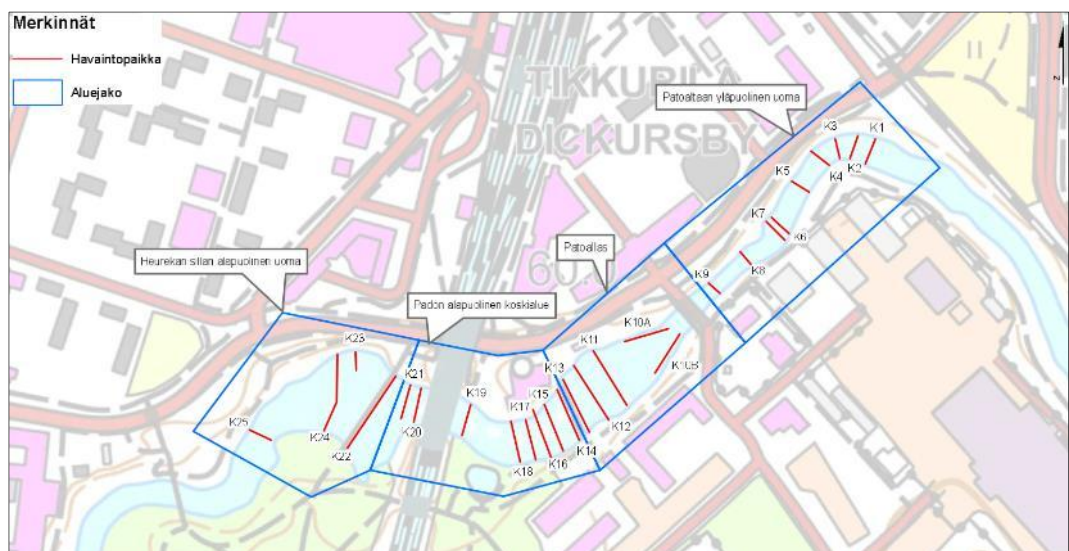 Merkinnät
Havaintopaikka
Aluejako
TIKKURILA
DICKURSBY
Patoaltaan yläpuolinen uoma
Patoallas
Heurekan sillan alapuolinen uoma
Padon alapuolinen koskialue
K1
K2
K3
K4
K5
K6
K7
K8
K9
K10A
K10B
K11
K12
K13
K14
K15
K16
K17
K18
K19
K20
K21
K22
K23
K24
K25
II
z